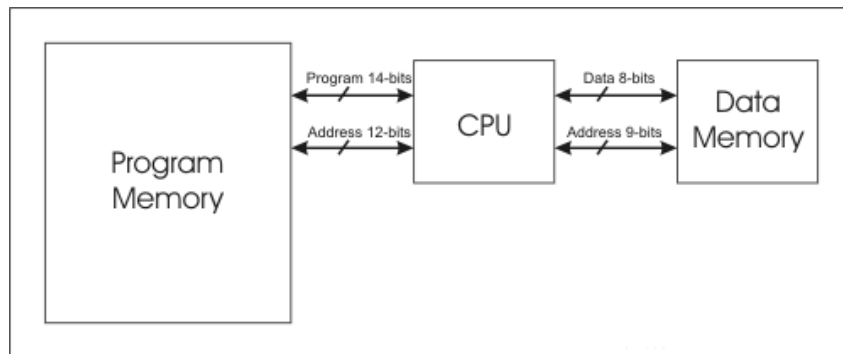 Program
Memory
Program 14-bits
Address 12-bits
CPU
Data 8-bits
Address 9-bits
Data
Memory